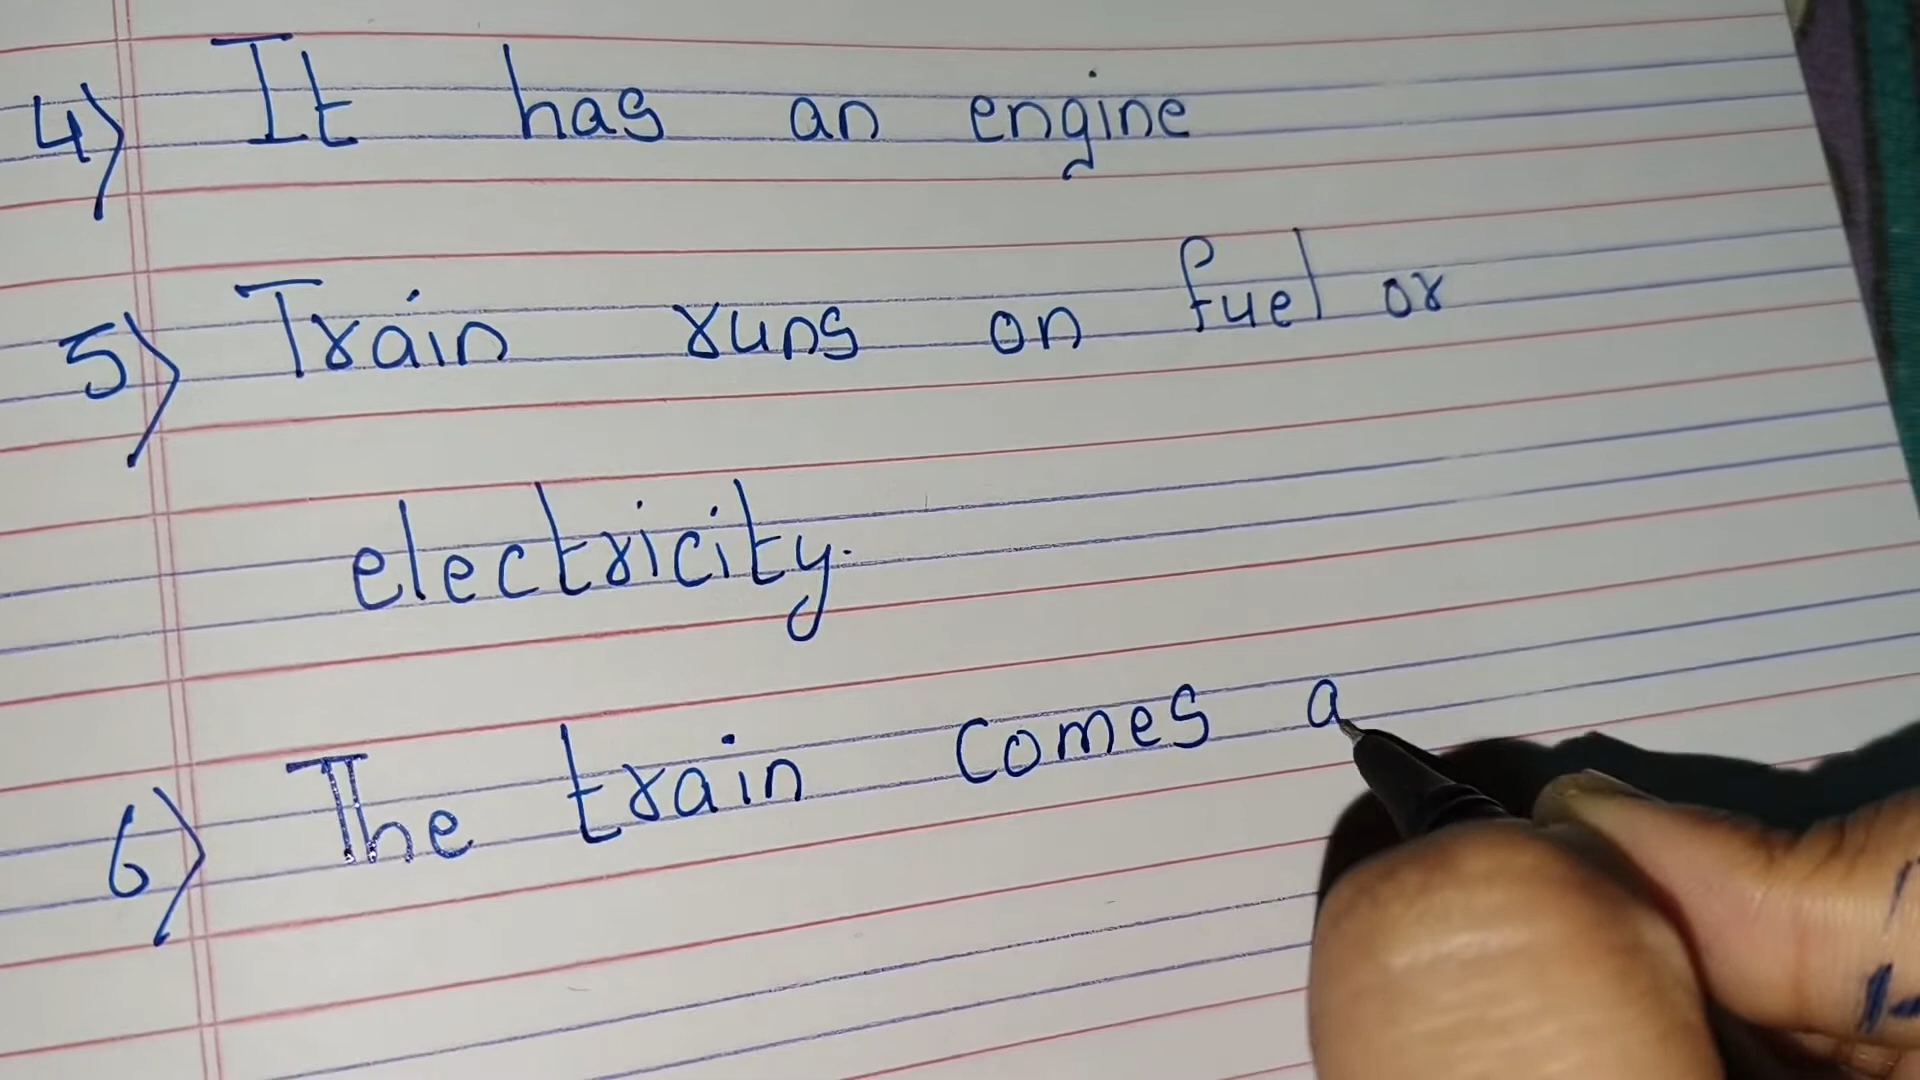 4) It has an engine
5) Train runs on fuel or
electricity.
6) The train comes a